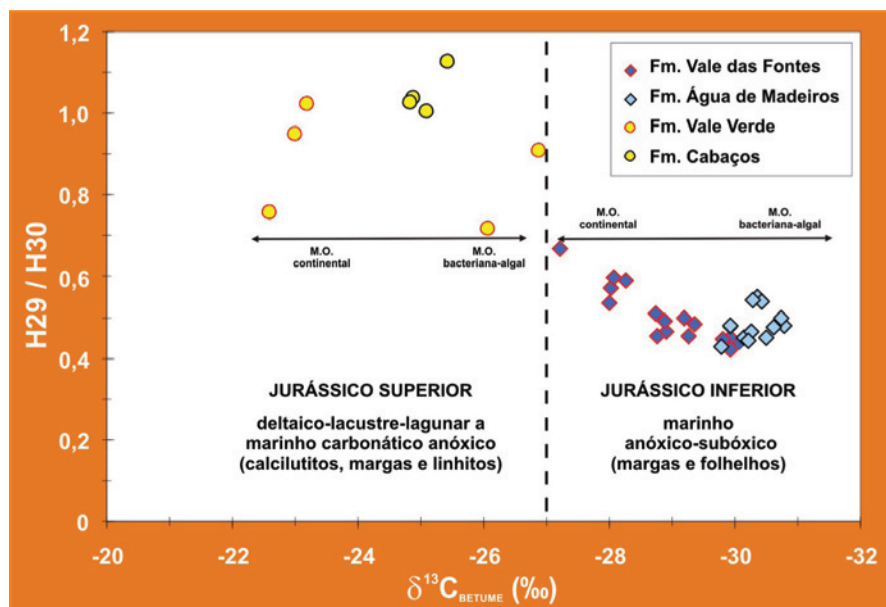 1,2
1,0
0,8
0,6
0,4
0,2
0
H29 / H30
Fm. Vale das Fontes
Fm. Água de Madeiros
Fm. Vale Verde
Fm. Cabaços
M.O.
continental
M.O.
bacteriana-algal
M.O.
continental
M.O.
bacteriana-algal
JURÁSSICO SUPERIOR
deltaico-lacustre-lagunar a
marinho carbonático anóxico
(calcilutitos, margas e linhitos)
JURÁSSICO INFERIOR
marinho
anóxico-subóxico
(margas e folhelhos)
-20 -22 -24 -26 -28 -30 -32
δ¹³C BETUME (‰)